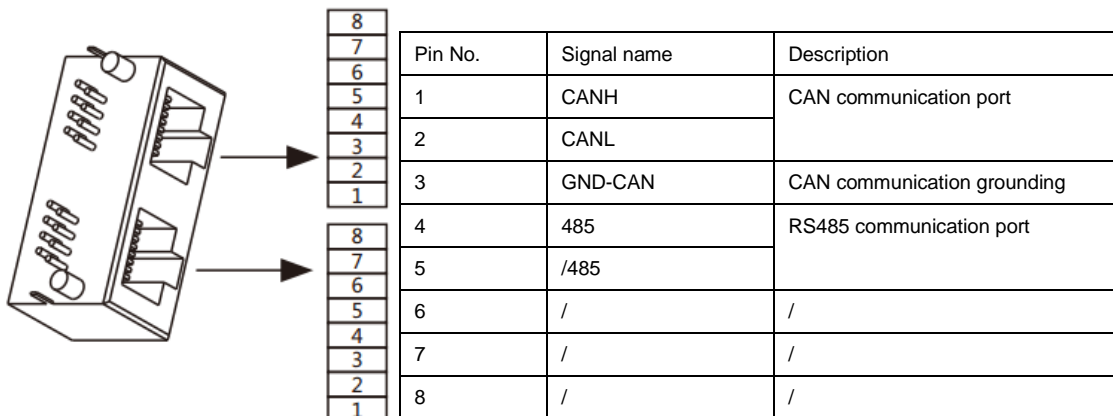 8
7
6
5
4
3
2
1
8
7
6
5
4
3
2
1
Pin No. Signal name Description
1 CANH CAN communication port
2 CANL
3 GND-CAN CAN communication grounding
4 485 RS485 communication port
5 /485
6 / /
7 / /
8 / /